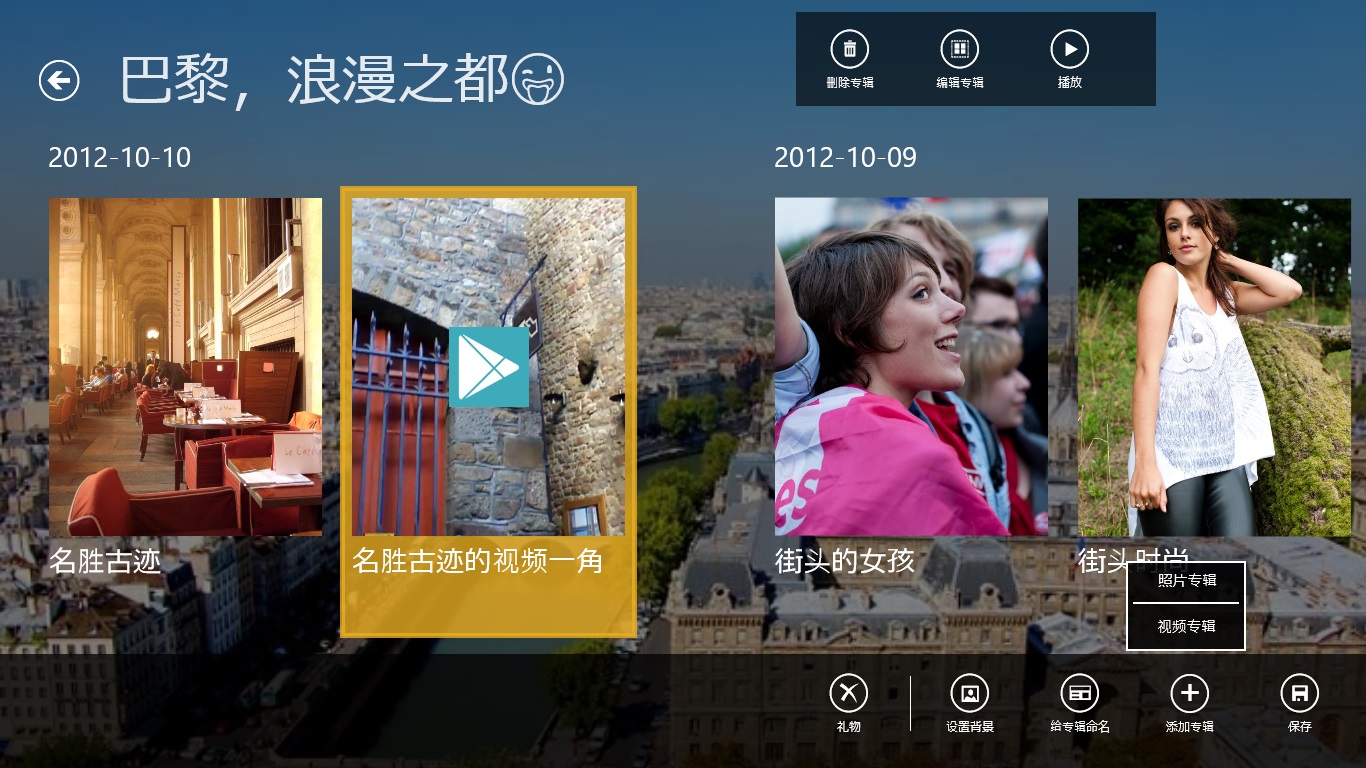 巴黎，浪漫之都
删除专辑
编辑专辑
播放
2012-10-10
2012-10-09
名胜古迹
名胜古迹的视频一角
街头的女孩
街头时尚
es
照片专辑
视频专辑
礼物
设置背景
给专辑命名
添加专辑
保存